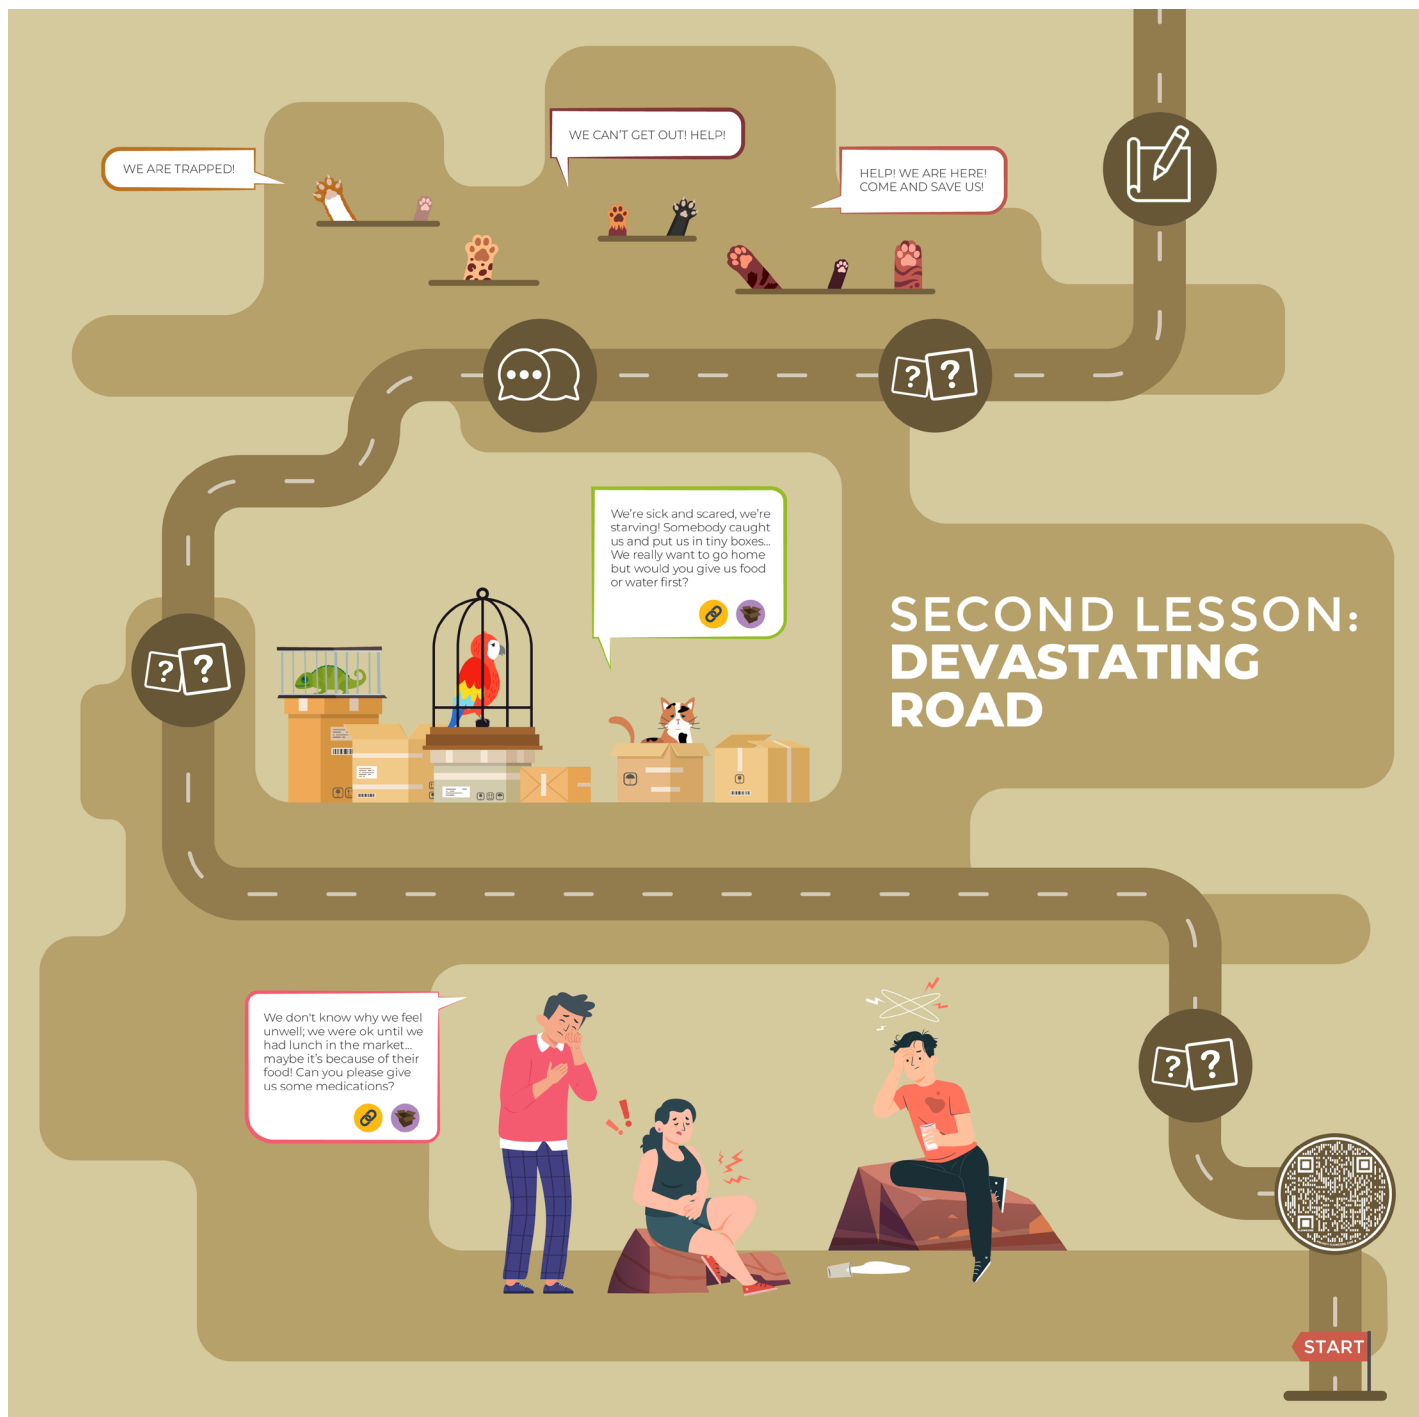 WE ARE TRAPPED!
WE CAN'T GET OUT! HELP!
HELP! WE ARE HERE!
COME AND SAVE US!
? ?
We're sick and scared, we're
starving! Somebody caught
us and put us in tiny boxes...
We really want to go home
but would you give us food
or water first?
SECOND LESSON:
DEVASTATING
ROAD
? ?
We don't know why we feel
unwell; we were ok until we
had lunch in the market...
maybe it's because of their
food! Can you please give
us some medications?
!!
? ?
START